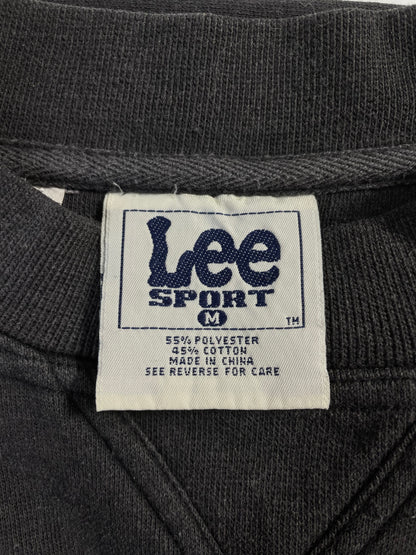 Lee
SPORT
M
TM
55% POLYESTER
45% COTTON
MADE IN CHINA
SEE REVERSE FOR CARE